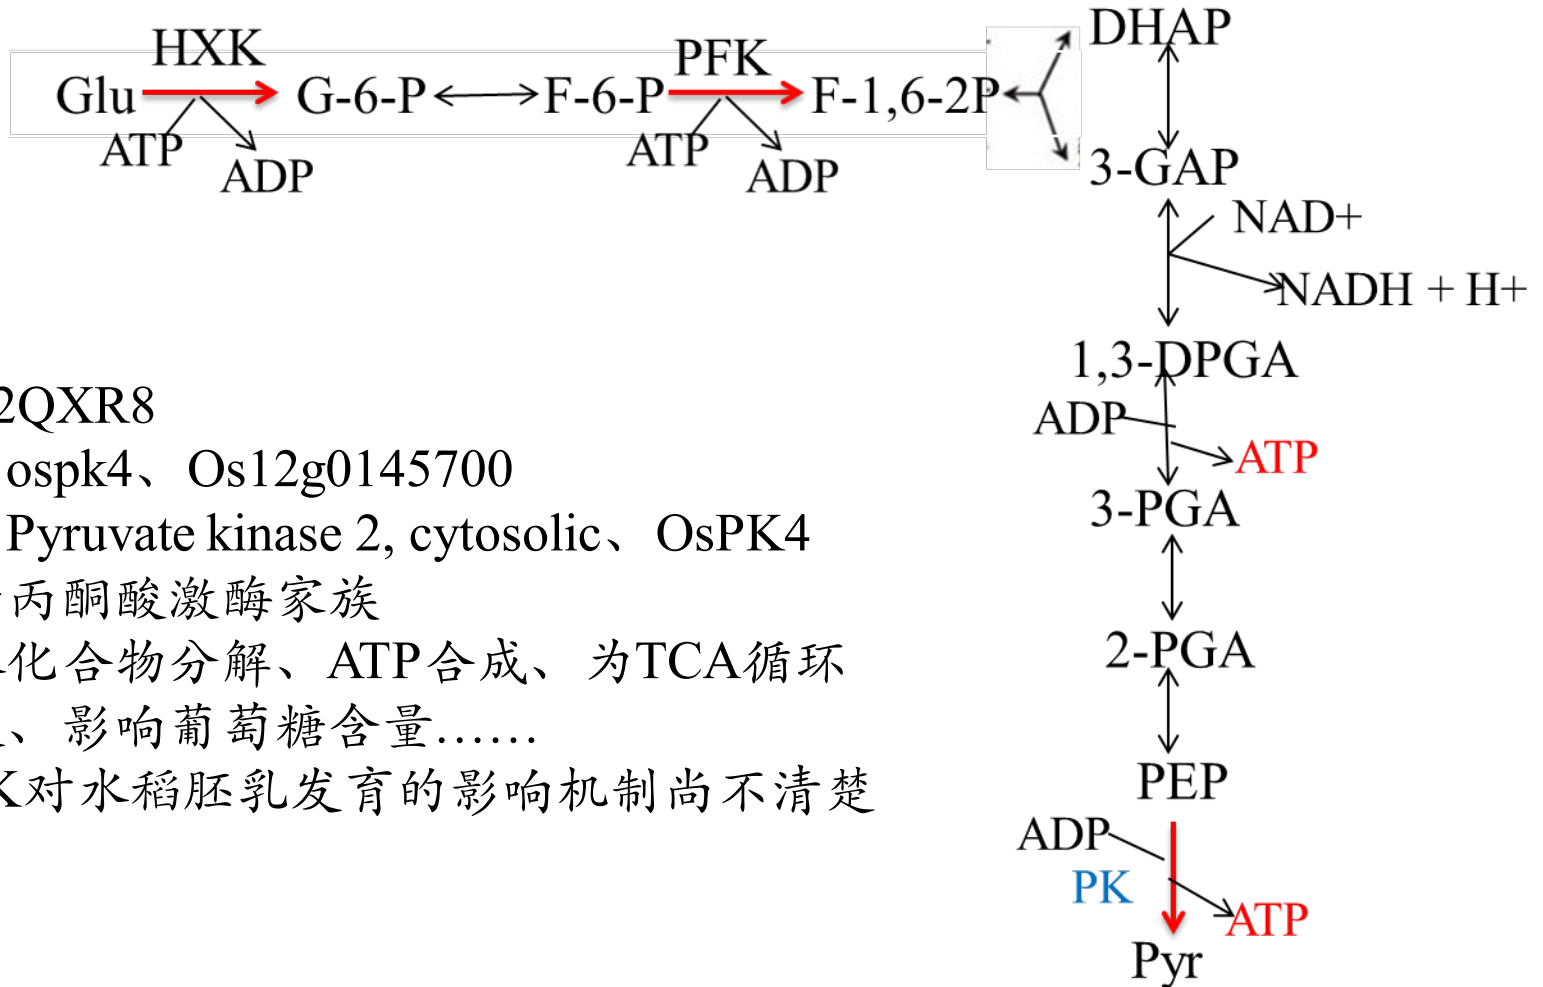 HXK
PFK
DHAP
Glu
G-6-P
F-6-P
F-1,6-2P
ATP
ADP
ATP
ADP
3-GAP
NAD+
NADH + H+
1,3-DPGA
ADP
ATP
3-PGA
2-PGA
PEP
ADP
PK
ATP
Pyr
2QXR8
ospk4、Os12g0145700
Pyruvate kinase 2, cytosolic、OsPK4
丙酮酸激酶家族
化合物分解、ATP合成、为TCA循环
、影响葡萄糖含量……
K对水稻胚乳发育的影响机制尚不清楚